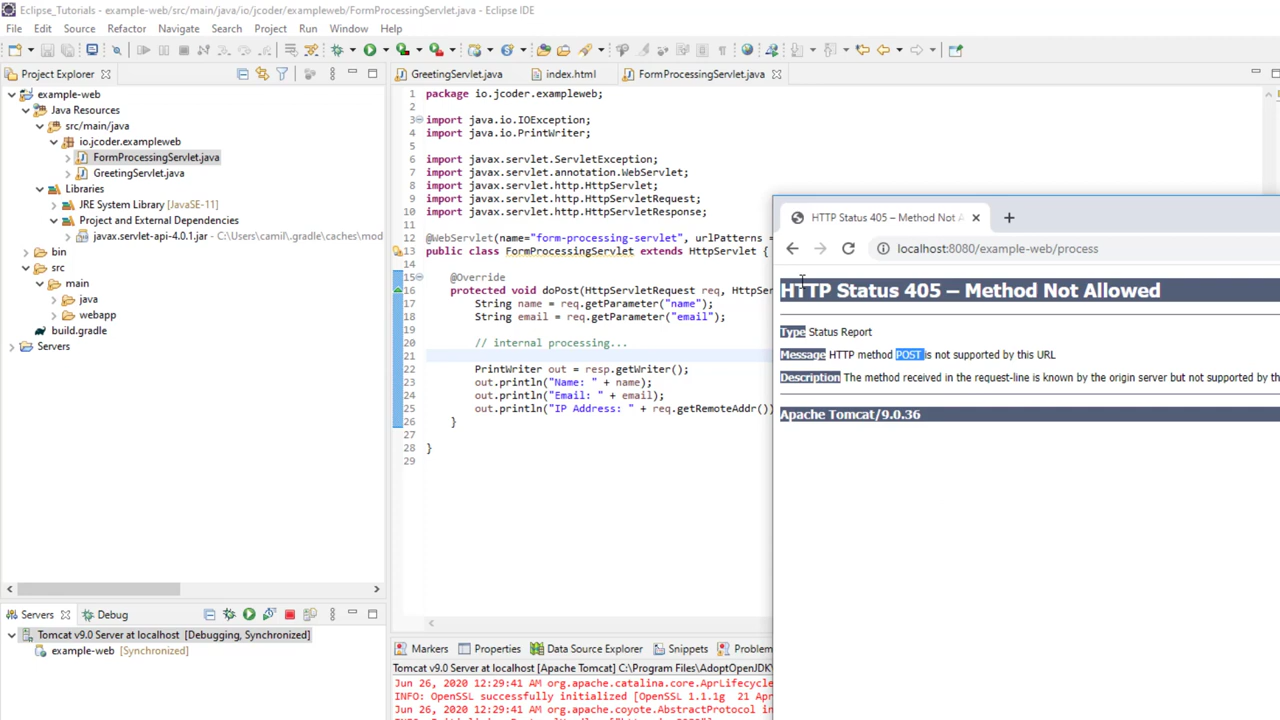 Eclipse_Tutorials - example-web/src/main/java/io/jcoder/exampleweb/FormProcessingServlet.java - Eclipse IDE
File Edit Source Refactor Navigate Search Project Run Window Help
Project Explorer
example-web
Java Resources
src/main/java
io.jcoder.exampleweb
FormProcessingServlet.java
GreetingServlet.java
Libraries
JRE System Library [JavaSE-11]
Project and External Dependencies
javax.servlet-api-4.0.1.jar - C:\Users\camil\.gradle\caches\mod
bin
src
main
java
webapp
build.gradle
Servers
GreetingServlet.java index.html FormProcessingServlet.java
1 package io.jcoder.exampleweb;
2
3 import java.io.IOException;
4 import java.io.PrintWriter;
5
6 import javax.servlet.ServletException;
7 import javax.servlet.annotation.WebServlet;
8 import javax.servlet.http.HttpServlet;
9 import javax.servlet.http.HttpServletRequest;
10 import javax.servlet.http.HttpServletResponse;
11
12 @WebServlet(name="form-processing-servlet", urlPatterns =
13 public class FormProcessingServlet extends HttpServlet {
14
15 @Override
16 protected void doPost(HttpServletRequest req, HttpSer
17 String name = req.getParameter("name");
18 String email = req.getParameter("email");
19
20 // internal processing...
21
22 PrintWriter out = resp.getWriter();
23 out.println("Name: " + name);
24 out.println("Email: " + email);
25 out.println("IP Address: " + req.getRemoteAddr())
26 }
27
28 }
29
HTTP Status 405 – Method Not A
localhost:8080/example-web/process
HTTP Status 405 – Method Not Allowed
Type Status Report
Message HTTP method POST is not supported by this URL
Description The method received in the request-line is known by the origin server but not supported by th
Apache Tomcat/9.0.36
Servers Debug
Tomcat v9.0 Server at localhost [Debugging, Synchronized]
example-web [Synchronized]
Markers Properties Data Source Explorer Snippets Problem
Tomcat v9.0 Server at localhost [Apache Tomcat] C:\Program Files\AdoptOpenJDK\
Jun 26, 2020 12:29:41 AM org.apache.catalina.core.AprLifecycle
INFO: OpenSSL successfully initialized [OpenSSL 1.1.1g 21 Apr
Jun 26, 2020 12:29:41 AM org.apache.coyote.AbstractProtocol in